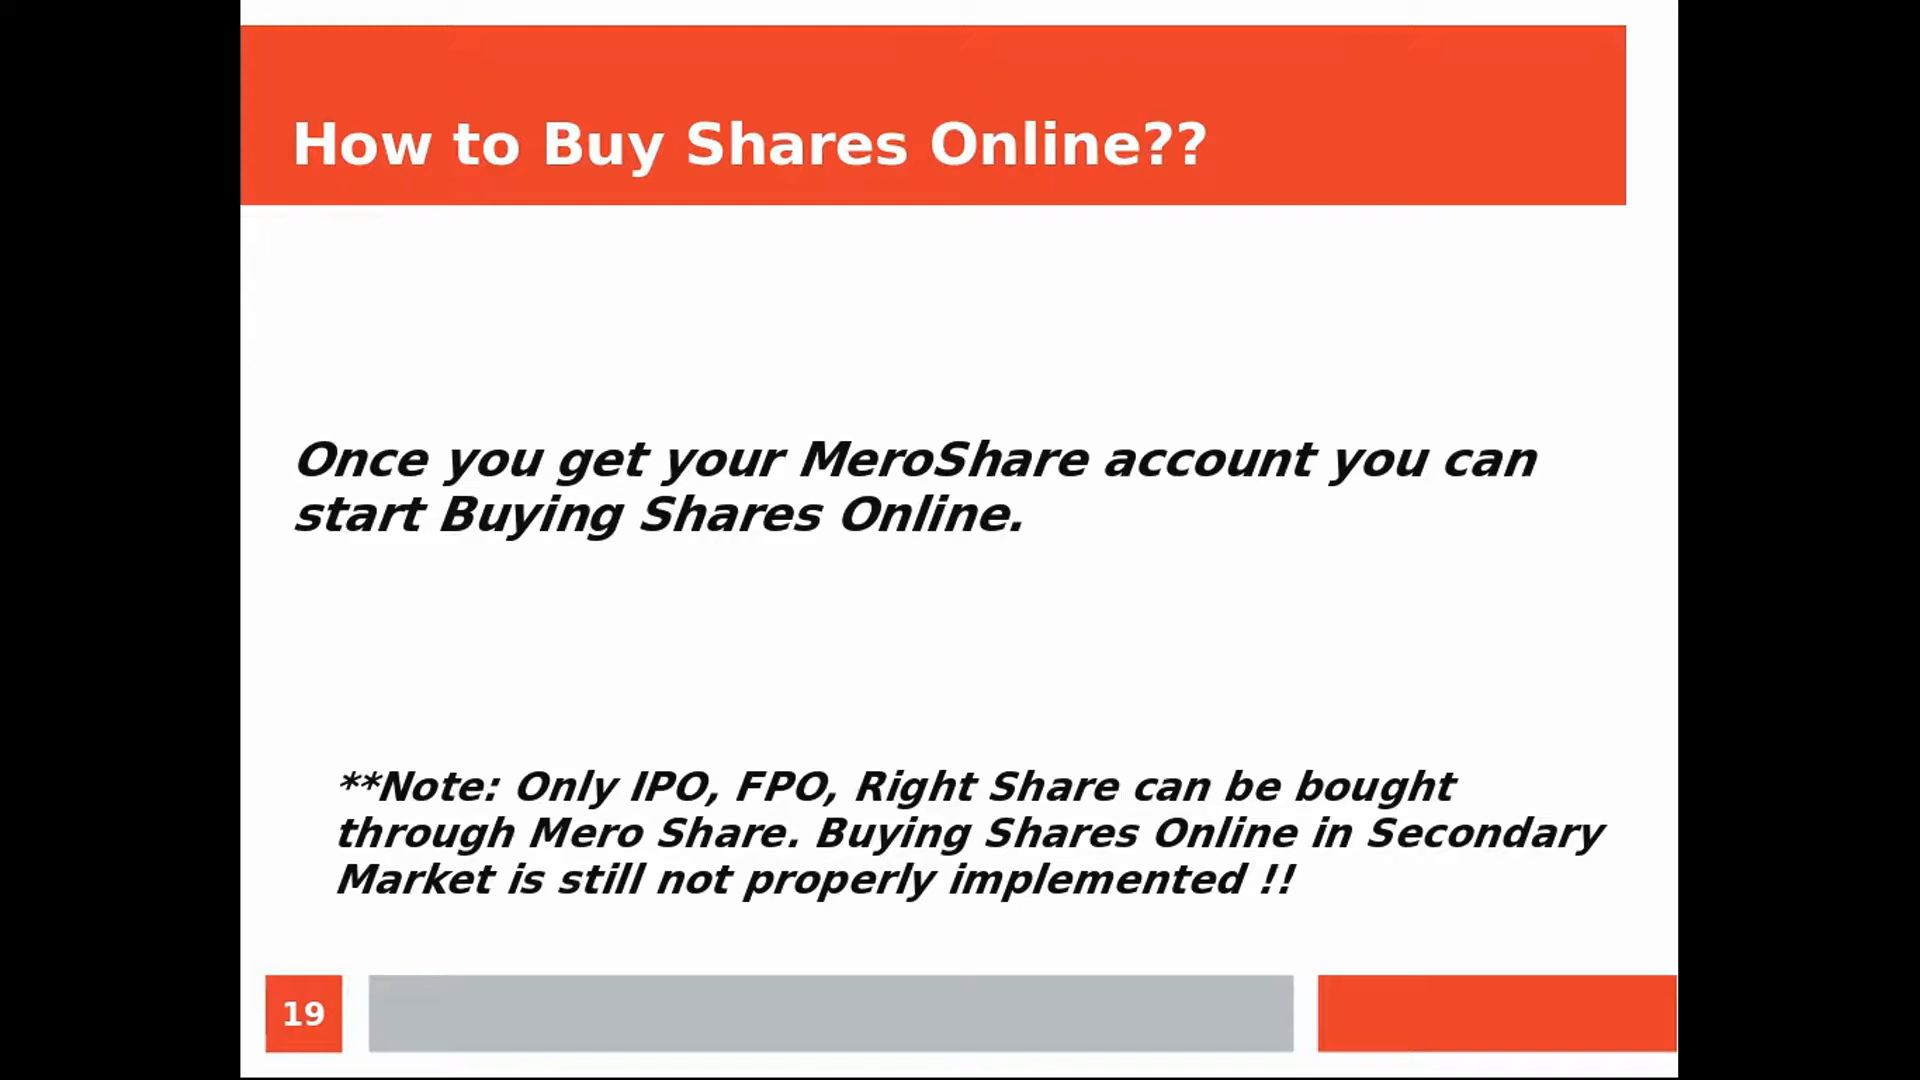 How to Buy Shares Online??
Once you get your MeroShare account you can
start Buying Shares Online.
**Note: Only IPO, FPO, Right Share can be bought
through Mero Share. Buying Shares Online in Secondary
Market is still not properly implemented !!
19